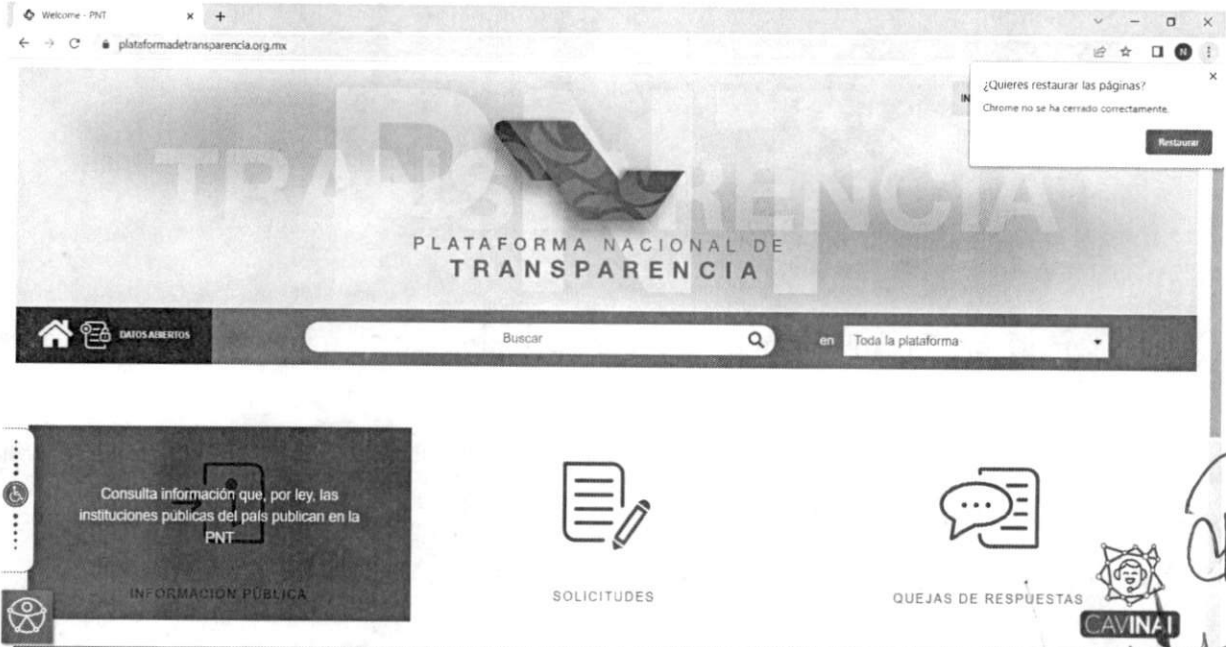 Welcome - PNT
plataformadetransparencia.org.mx
N
¿Quieres restaurar las páginas?
Chrome no se ha cerrado correctamente.
Restaurar
IN
PNT
TRANSPARENCIA
PLATAFORMA NACIONAL DE
TRANSPARENCIA
DATOS ABIERTOS
Buscar
en
Toda la plataforma
Consulta información que, por ley, las
instituciones públicas del país publican en la
PNT
INFORMACIÓN PÚBLICA
SOLICITUDES
QUEJAS DE RESPUESTAS
CAVINAI